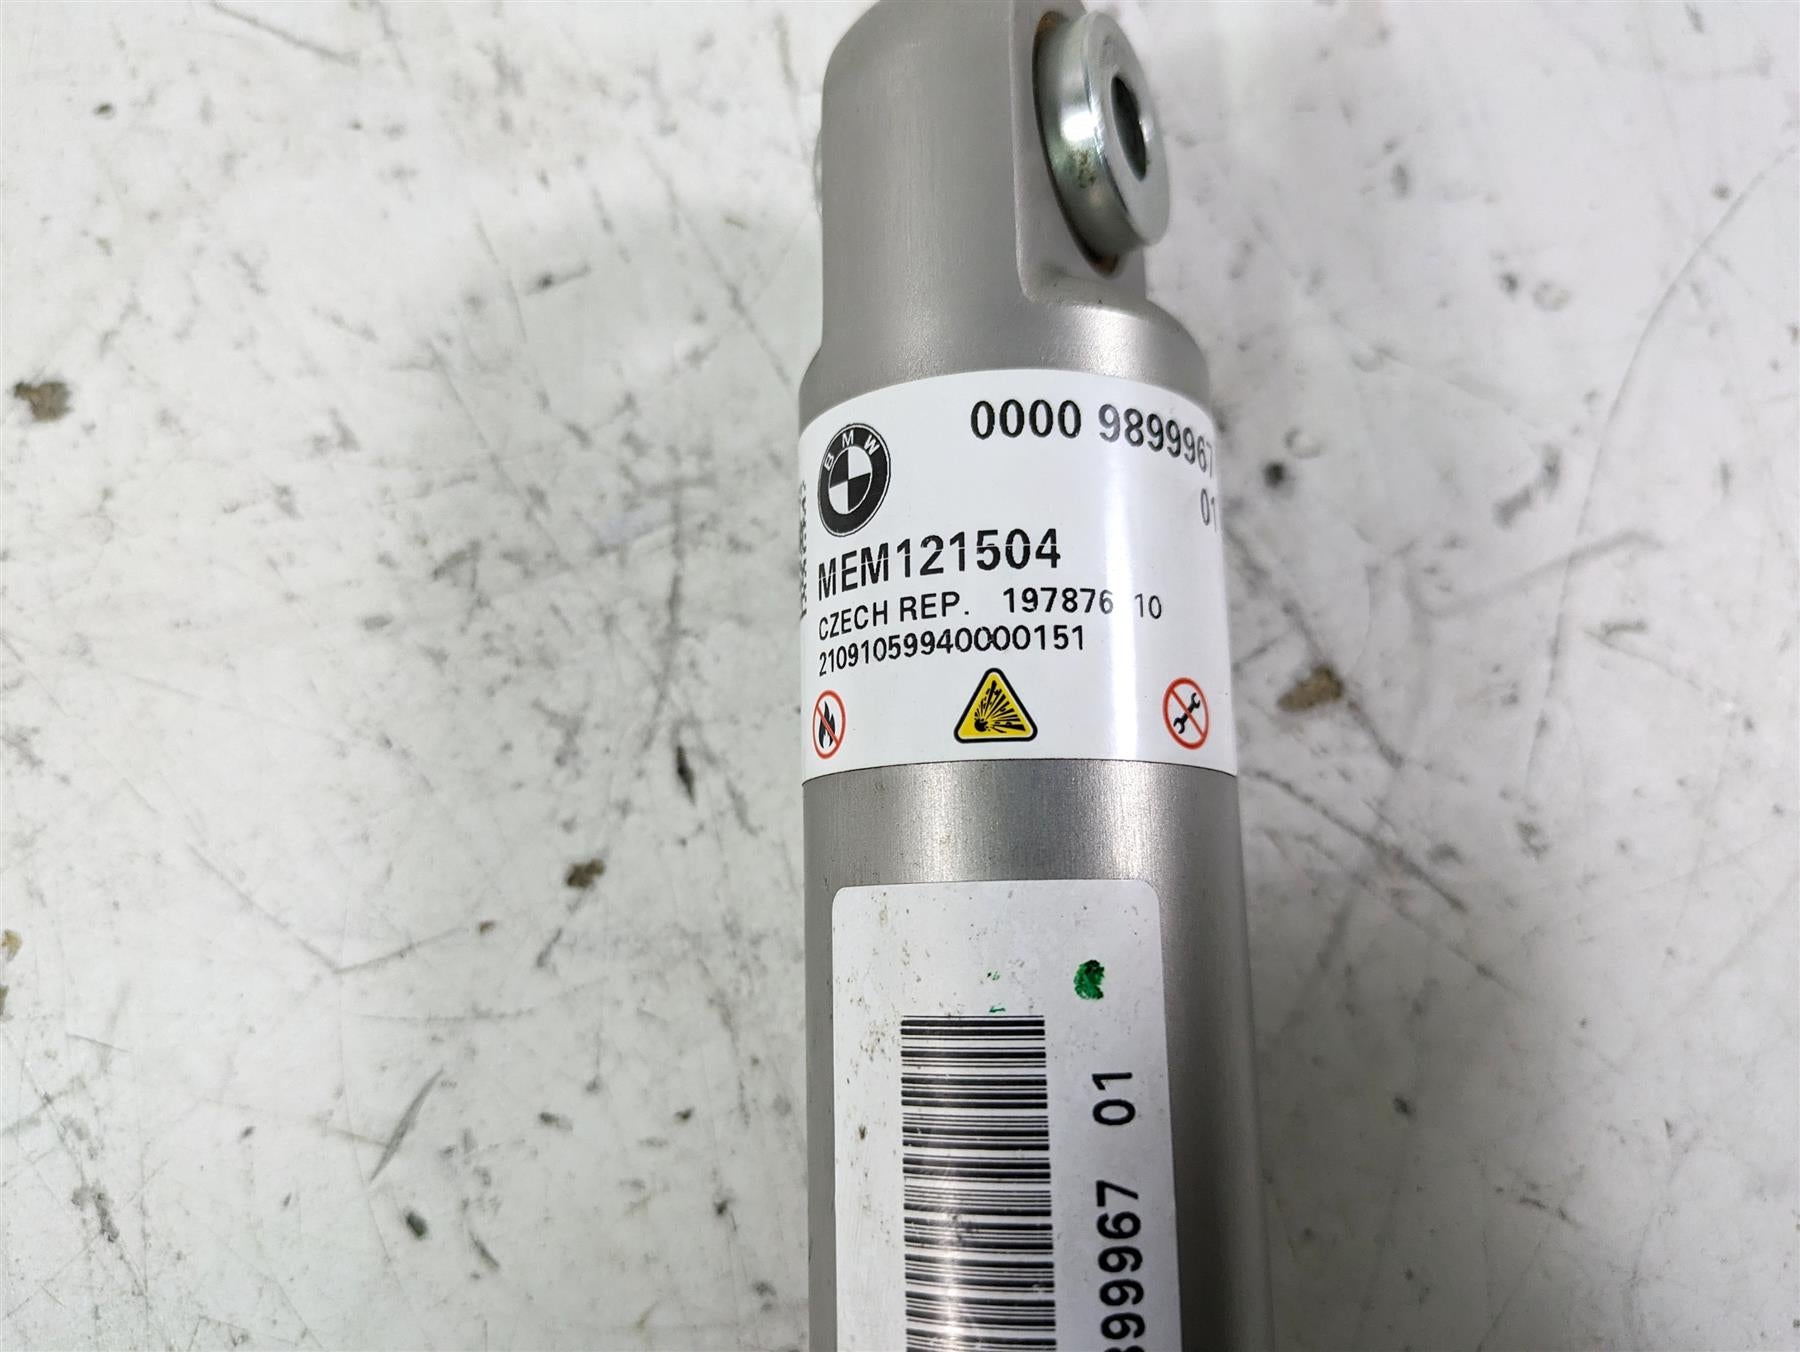 BMW
0000 9899967
01
MEM121504
CZECH REP. 197876 10
21091059940000151
899967 01